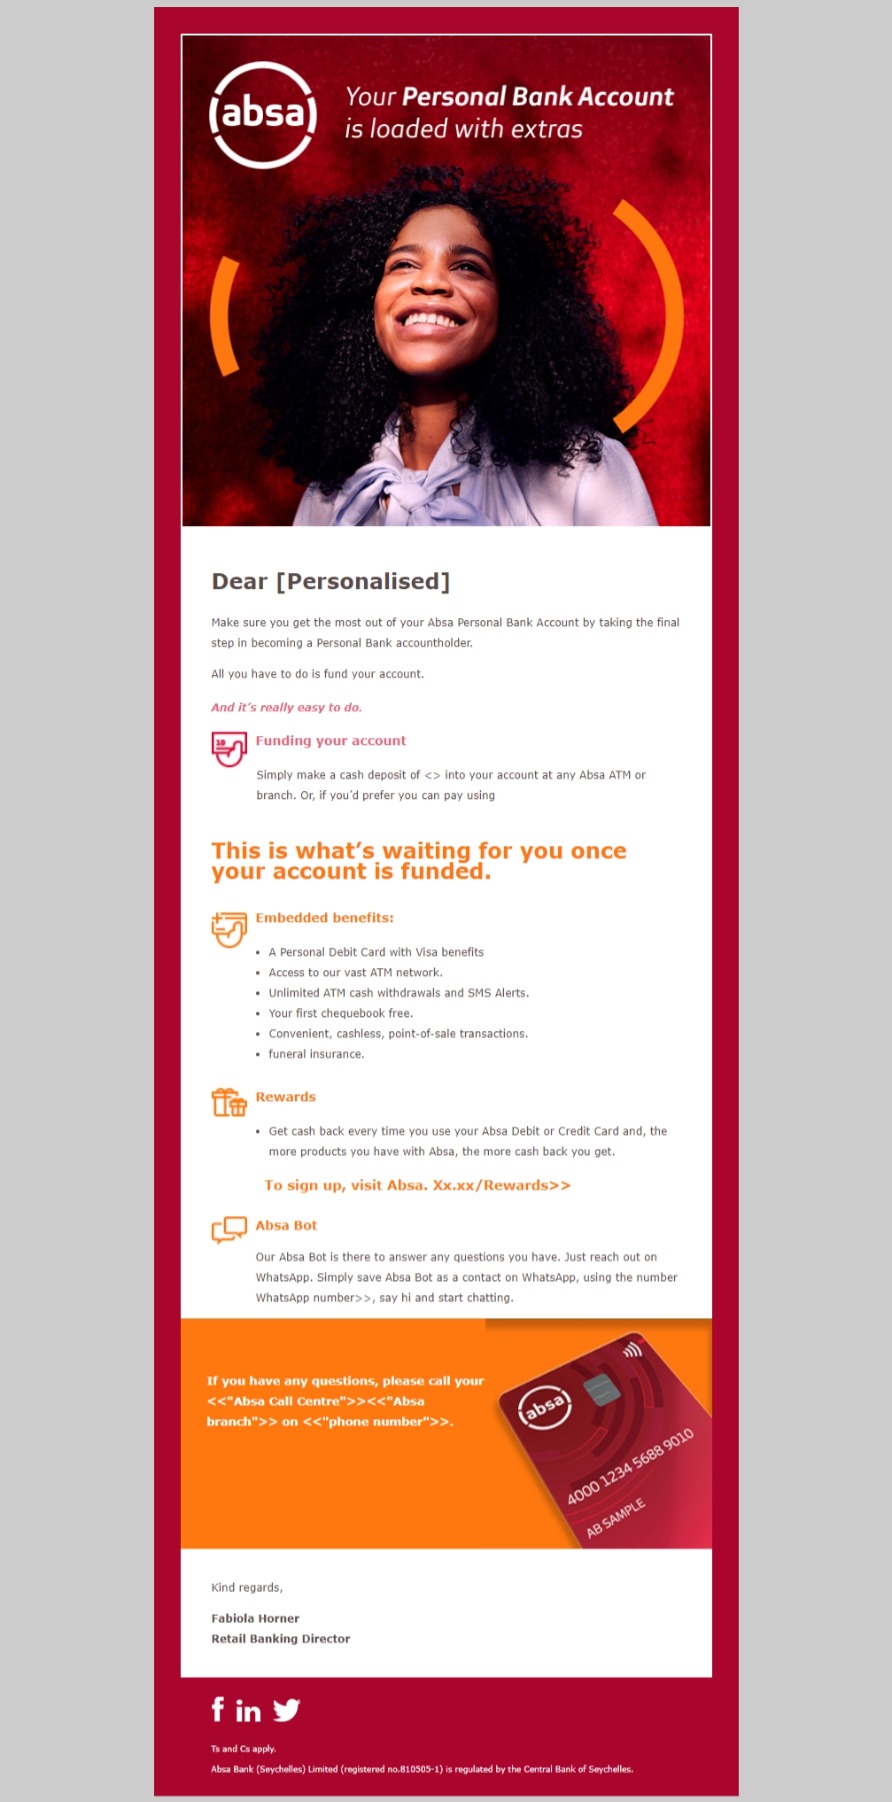 absa
Your Personal Bank Account
is loaded with extras
Dear [Personalised]
Make sure you get the most out of your Absa Personal Bank Account by taking the final
step in becoming a Personal Bank accountholder.
All you have to do is fund your account.
And it’s really easy to do.
10
Funding your account
Simply make a cash deposit of <> into your account at any Absa ATM or
branch. Or, if you’d prefer you can pay using
This is what’s waiting for you once
your account is funded.
Embedded benefits:
• A Personal Debit Card with Visa benefits
• Access to our vast ATM network.
• Unlimited ATM cash withdrawals and SMS Alerts.
• Your first chequebook free.
• Convenient, cashless, point-of-sale transactions.
• funeral insurance.
Rewards
• Get cash back every time you use your Absa Debit or Credit Card and, the
more products you have with Absa, the more cash back you get.
To sign up, visit Absa. Xx.xx/Rewards>>
Absa Bot
Our Absa Bot is there to answer any questions you have. Just reach out on
WhatsApp. Simply save Absa Bot as a contact on WhatsApp, using the number
WhatsApp number>>, say hi and start chatting.
If you have any questions, please call your
<<"Absa Call Centre">><<"Absa
branch">> on <<"phone number">>.
absa
4000 1234 5688 9010
AB SAMPLE
Kind regards,
Fabiola Horner
Retail Banking Director
f in
Ts and Cs apply.
Absa Bank (Seychelles) Limited (registered no.810505-1) is regulated by the Central Bank of Seychelles.